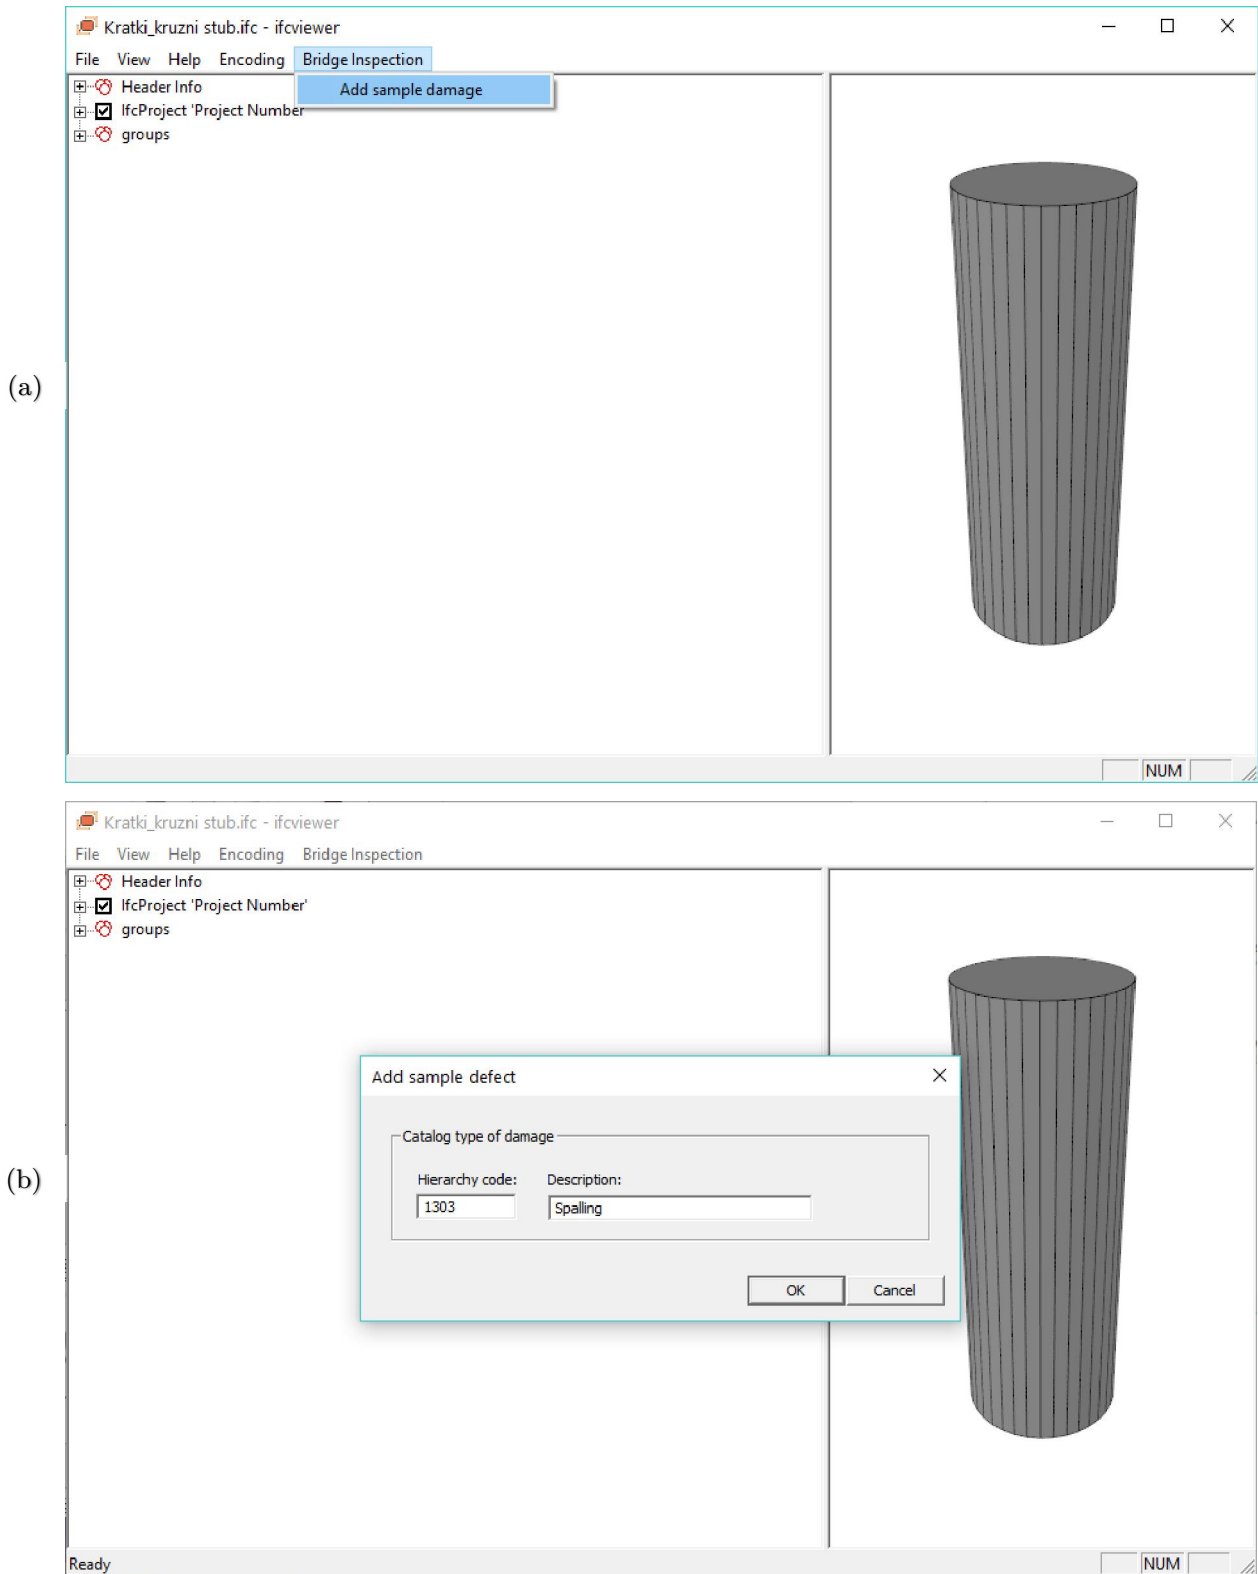 Kratki_kruzni stub.ifc - ifcviewer
File View Help Encoding Bridge Inspection
Header Info
Add sample damage
IfcProject 'Project Number'
groups
(a)
NUM
Kratki_kruzni stub.ifc - ifcviewer
File View Help Encoding Bridge Inspection
Header Info
IfcProject 'Project Number'
groups
Add sample defect
Catalog type of damage
Hierarchy code: Description:
1303 Spalling
(b)
OK Cancel
Ready NUM